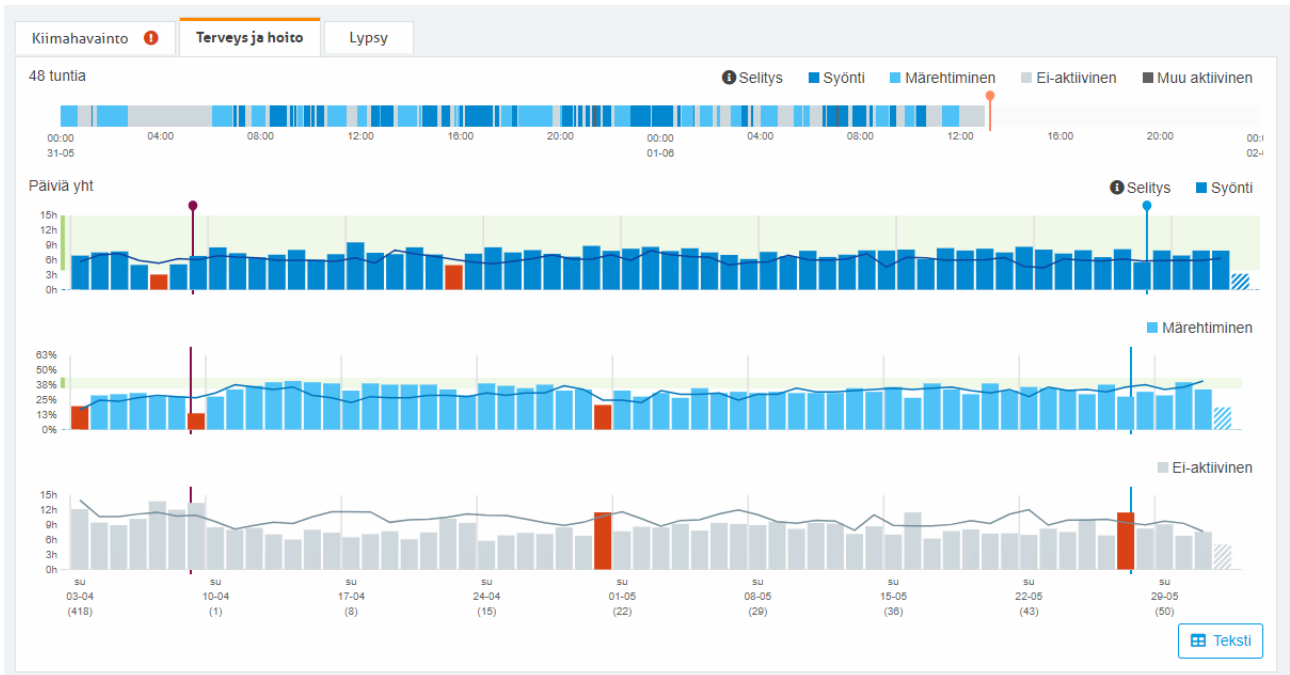 Kiimahavainto
Terveys ja hoito
Lypsy
48 tuntia
Selitys Syönti Märehtiminen Ei-aktiivinen Muu aktiivinen
00:00 04:00 08:00 12:00 16:00 20:00 00:00 04:00 08:00 12:00 16:00 20:00
31-05 01-06
Päiviä yht
Selitys Syönti
15h
12h
9h
6h
3h
0h
Märehtiminen
63%
50%
38%
25%
13%
0%
Ei-aktiivinen
15h
12h
9h
6h
3h
0h
su su su su su su su su su
03-04 10-04 17-04 24-04 01-05 08-05 15-05 22-05 29-05
(418) (1) (8) (15) (22) (29) (36) (43) (50)
Teksti